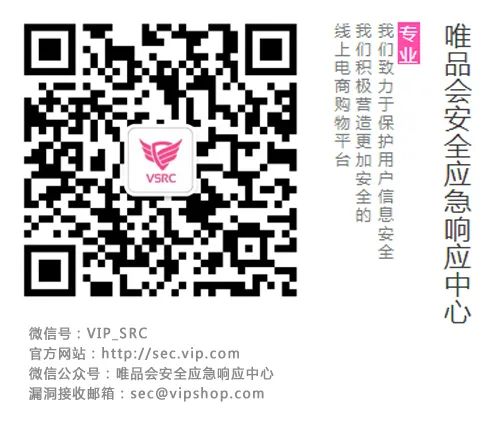 唯品会安全应急响应中心
专业
我们致力于保护用户信息安全
我们积极营造更加安全的
线上电商购物平台
VSRC
微信号：VIP_SRC
官方网站：http://sec.vip.com
微信公众号：唯品会安全应急响应中心
漏洞接收邮箱：sec@vipshop.com